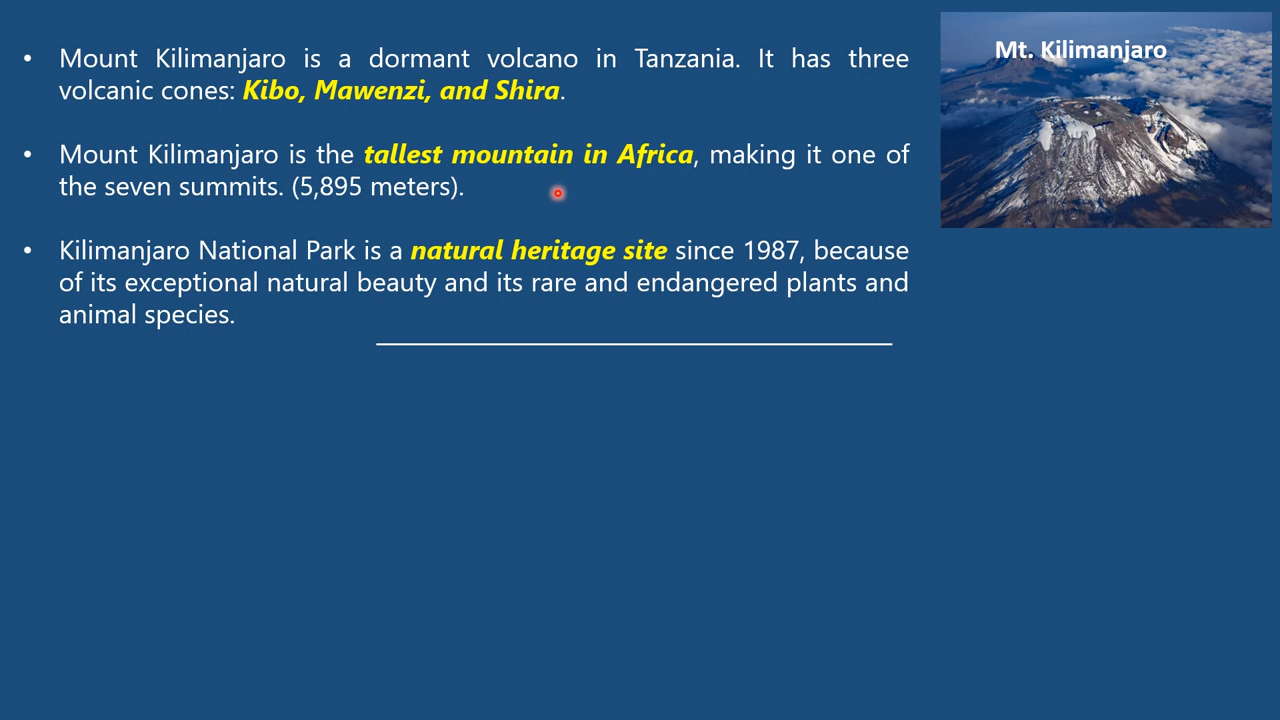 • Mount Kilimanjaro is a dormant volcano in Tanzania. It has three
volcanic cones: Kibo, Mawenzi, and Shira.
• Mount Kilimanjaro is the tallest mountain in Africa, making it one of
the seven summits. (5,895 meters).
• Kilimanjaro National Park is a natural heritage site since 1987, because
of its exceptional natural beauty and its rare and endangered plants and
animal species.
Mt. Kilimanjaro